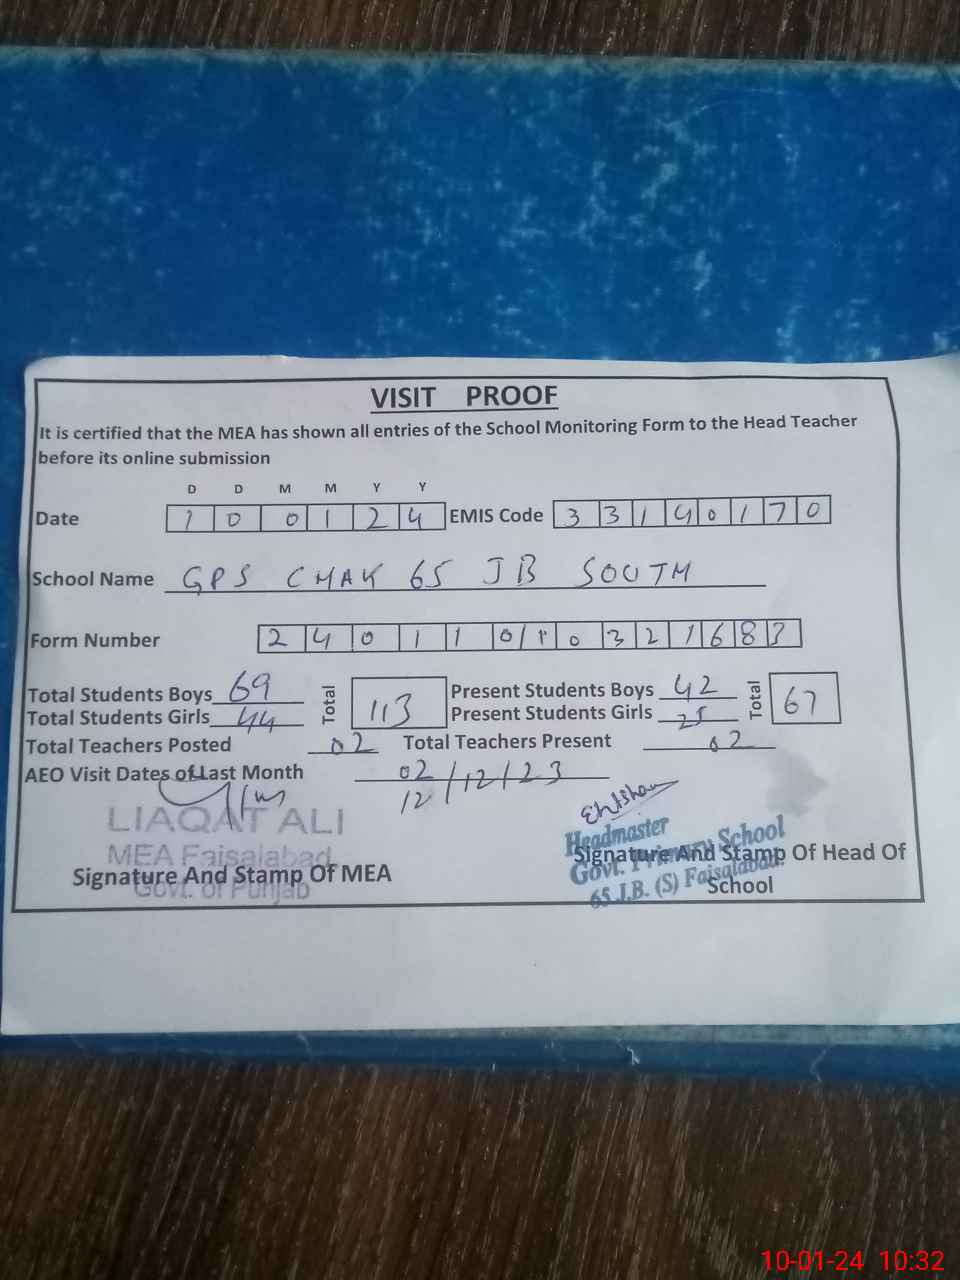 VISIT PROOF
It is certified that the MEA has shown all entries of the School Monitoring Form to the Head Teacher
before its online submission
D D M M Y Y
Date 1 0 0 1 2 4 EMIS Code 3 3 1 4 0 1 7 0
School Name GPS CHAK 65 JB SOUTH
Form Number 2 4 0 1 1 0 1 0 3 2 1 6 8 3
Total Students Boys 69 Total 113 Present Students Boys 42 Total 67
Total Students Girls 44 Present Students Girls 25
Total Teachers Posted 02 Total Teachers Present 02
AEO Visit Dates of Last Month 02/12/23
12
LIAQAT ALI
MEA Faisalabad
Govt. of Punjab
Signature And Stamp Of MEA
Headmaster
Govt. Primary School
65 J.B. (S) Faisalabad.
Signature And Stamp Of Head Of
School
10-01-24 10:32